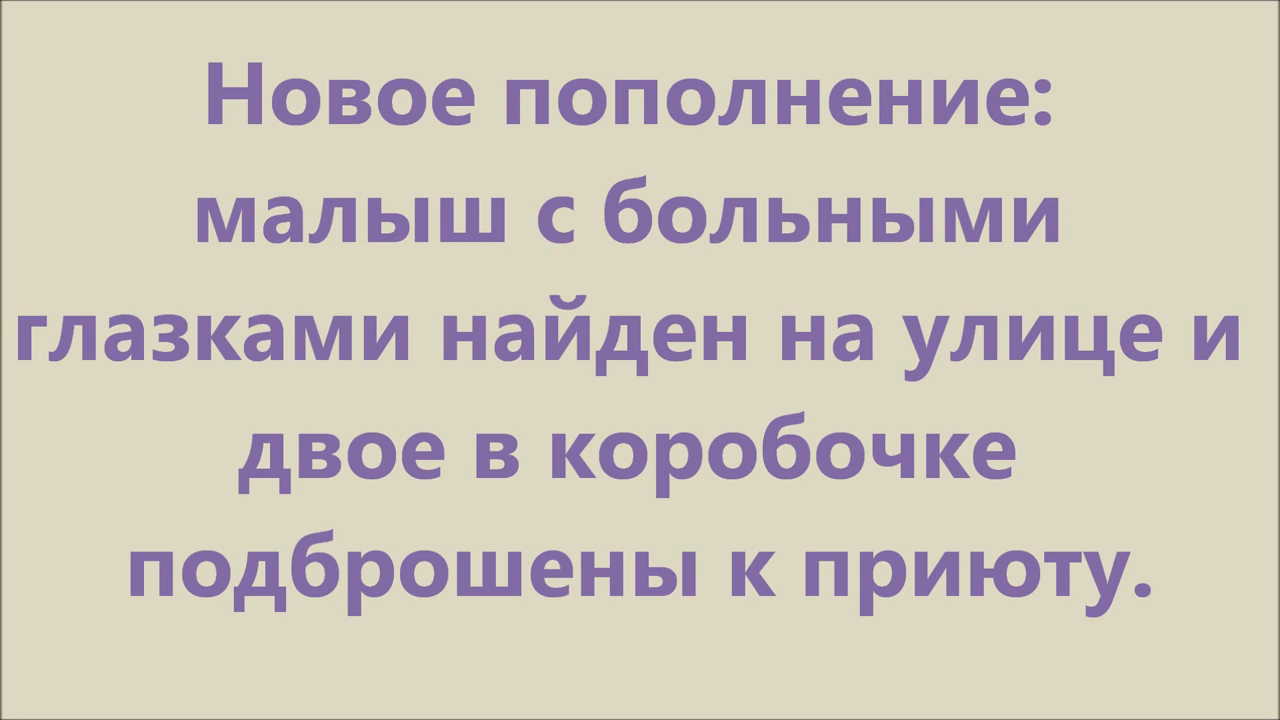 Новое пополнение:
малыш с больными
глазками найден на улице и
двое в коробочке
подброшены к приюту.